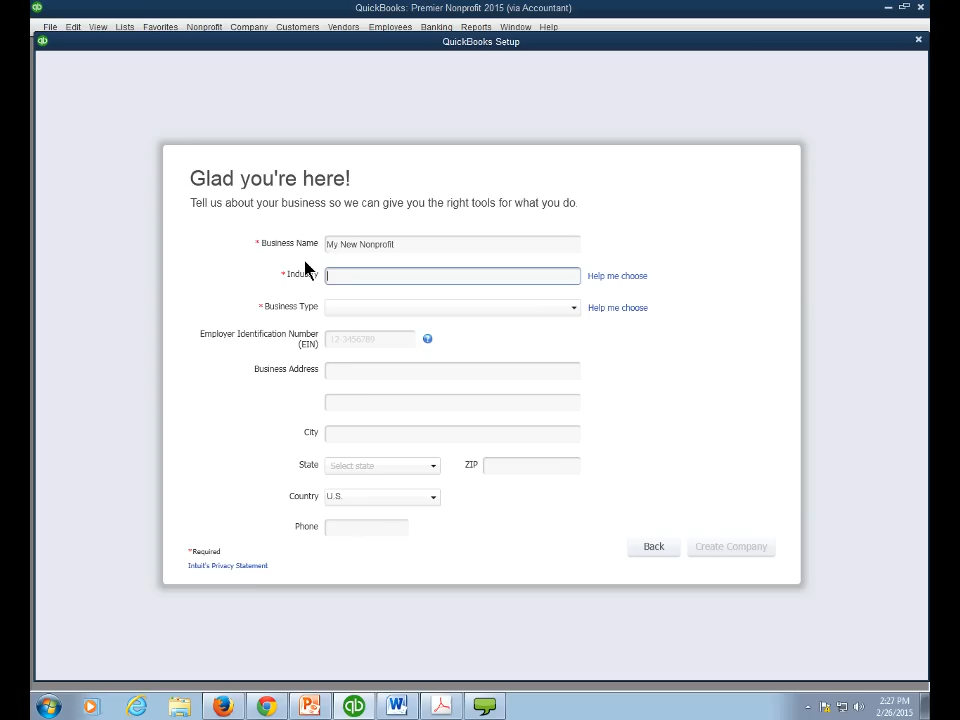 QuickBooks: Premier Nonprofit 2015 (via Accountant)
File Edit View Lists Favorites Nonprofit Company Customers Vendors Employees Banking Reports Window Help
qb QuickBooks Setup
Glad you're here!
Tell us about your business so we can give you the right tools for what you do.
* Business Name My New Nonprofit
* Industry Help me choose
* Business Type Help me choose
Employer Identification Number
(EIN) 12-3456789 ?
Business Address
City
State Select state ZIP
Country U.S.
Phone
*Required
Back Create Company
Intuit's Privacy Statement
2:27 PM
2/26/2015